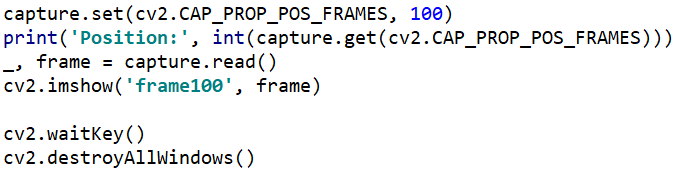 capture.set(cv2.CAP_PROP_POS_FRAMES, 100)
print('Position:', int(capture.get(cv2.CAP_PROP_POS_FRAMES)))
_, frame = capture.read()
cv2.imshow('frame100', frame)

cv2.waitKey()
cv2.destroyAllWindows()